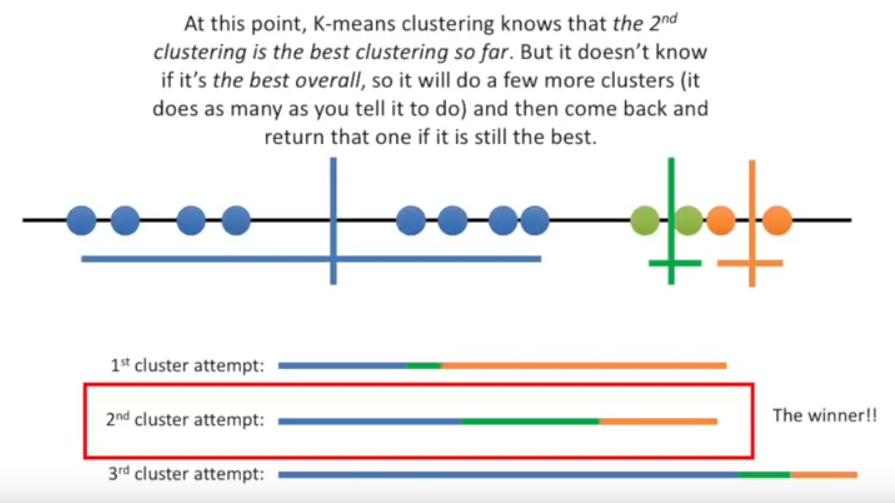 At this point, K-means clustering knows that the 2nd
clustering is the best clustering so far. But it doesn't know
if it's the best overall, so it will do a few more clusters (it
does as many as you tell it to do) and then come back and
return that one if it is still the best.
1st cluster attempt:
2nd cluster attempt:
The winner!!
3rd cluster attempt: